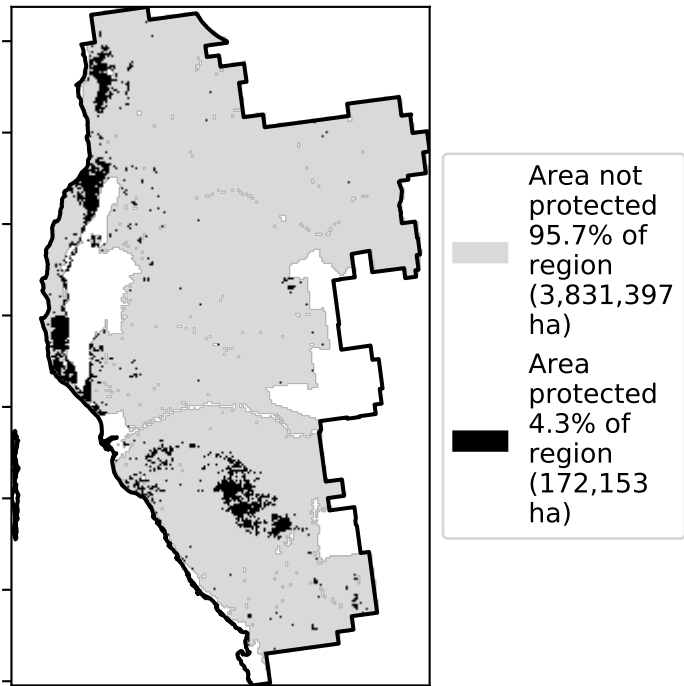 Area not
protected
95.7% of
region
(3,831,397
ha)
Area
protected
4.3% of
region
(172,153
ha)